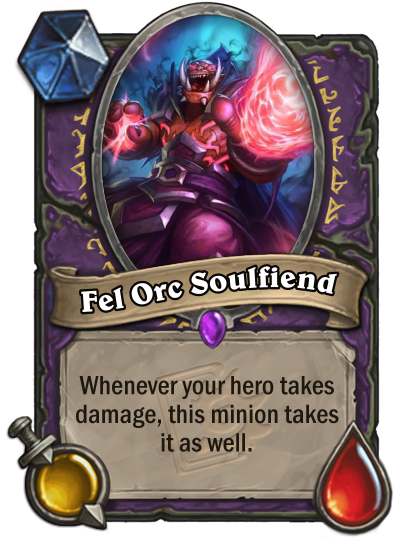 Fel Orc Soulfiend
Whenever your hero takes
damage, this minion takes
it as well.